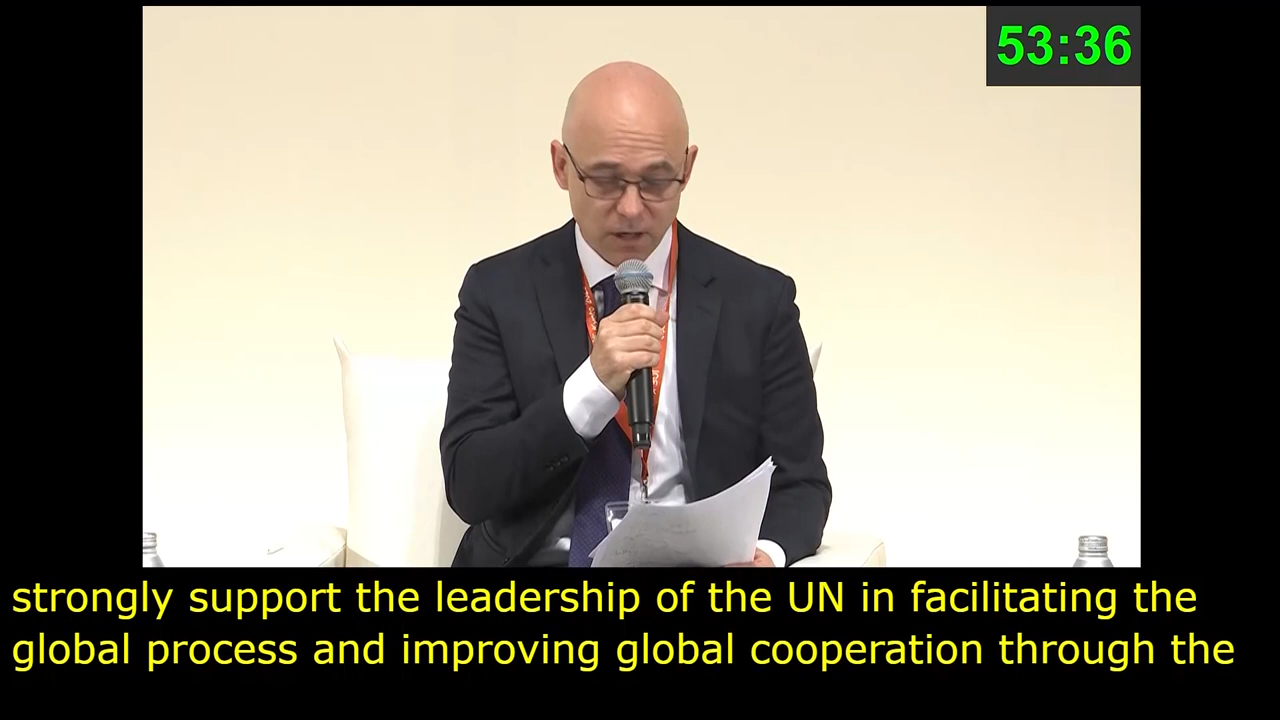 53:36
strongly support the leadership of the UN in facilitating the
global process and improving global cooperation through the